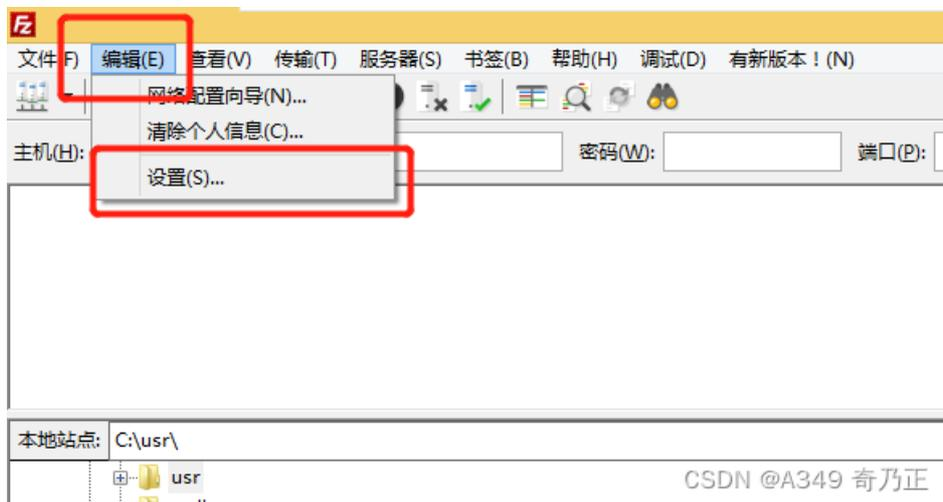 Fz
文件(F) 编辑(E) 查看(V) 传输(T) 服务器(S) 书签(B) 帮助(H) 调试(D) 有新版本！(N)
网络配置向导(N)...
清除个人信息(C)...
主机(H): 密码(W): 端口(P):
设置(S)...
本地站点: C:\usr\
usr
CSDN @A349 奇乃正